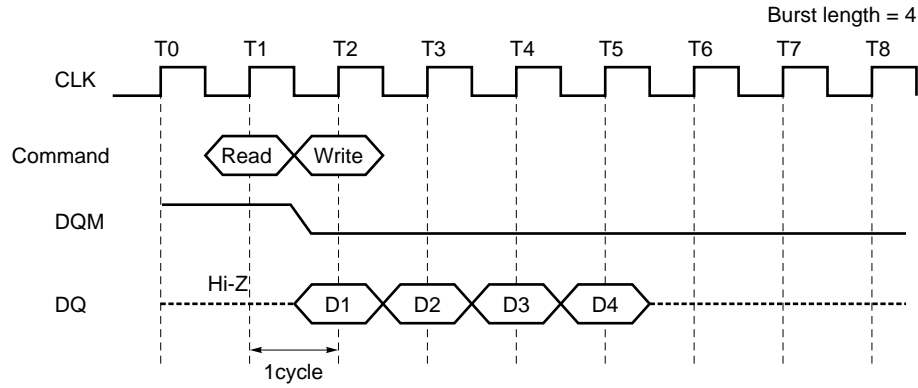 Burst length = 4
T0 T1 T2 T3 T4 T5 T6 T7 T8
CLK
Command Read Write
DQM
Hi-Z
DQ D1 D2 D3 D4
1cycle